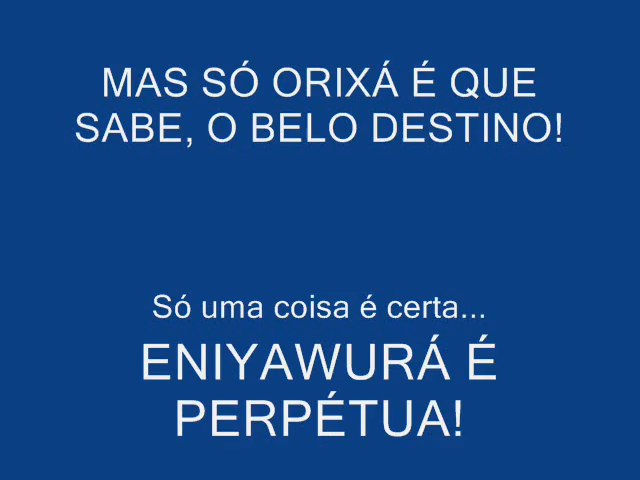 MAS SÓ ORIXÁ É QUE
SABE, O BELO DESTINO!
Só uma coisa é certa...
ENIYAWURÁ É
PERPÉTUA!